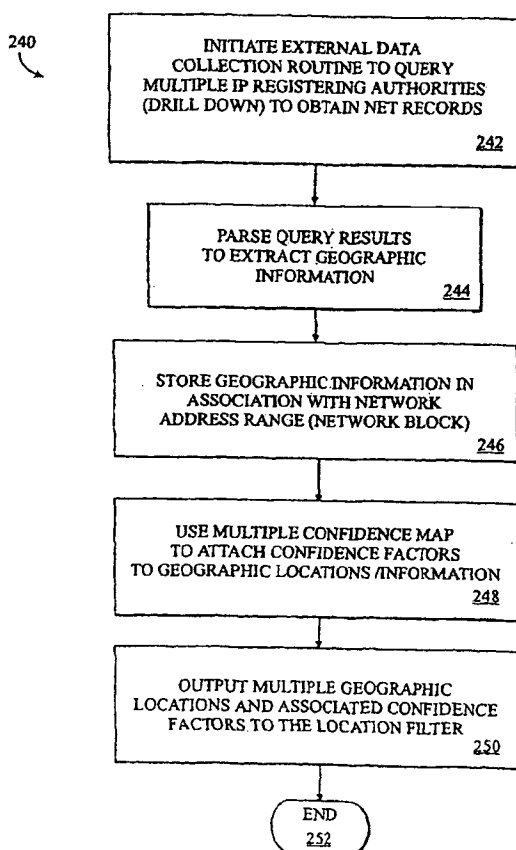 240
INITIATE EXTERNAL DATA
COLLECTION ROUTINE TO QUERY
MULTIPLE IP REGISTERING AUTHORITIES
(DRILL DOWN) TO OBTAIN NET RECORDS
242
PARSE QUERY RESULTS
TO EXTRACT GEOGRAPHIC
INFORMATION
244
STORE GEOGRAPHIC INFORMATION IN
ASSOCIATION WITH NETWORK
ADDRESS RANGE (NETWORK BLOCK)
246
USE MULTIPLE CONFIDENCE MAP
TO ATTACH CONFIDENCE FACTORS
TO GEOGRAPHIC LOCATIONS /INFORMATION
248
OUTPUT MULTIPLE GEOGRAPHIC
LOCATIONS AND ASSOCIATED CONFIDENCE
FACTORS TO THE LOCATION FILTER
250
END
252